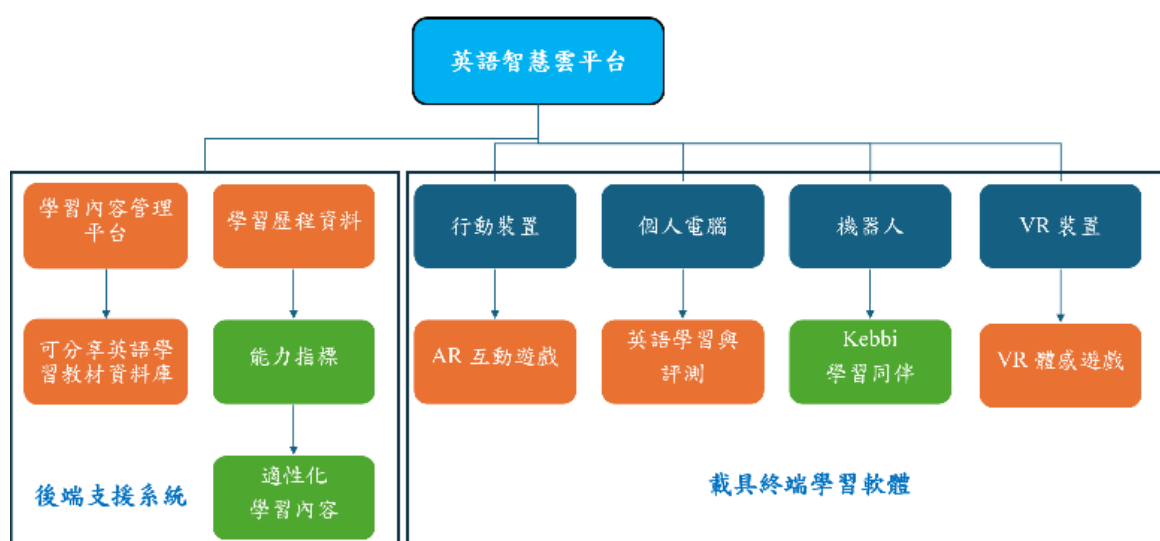 英語智慧雲平台
學習內容管理
平台
學習歷程資料
行動裝置
個人電腦
機器人
VR 裝置
可分享英語學
習教材資料庫
能力指標
AR 互動遊戲
英語學習與
評測
Kebbi
學習同伴
VR 體感遊戲
適性化
學習內容
後端支援系統
載具終端學習軟體